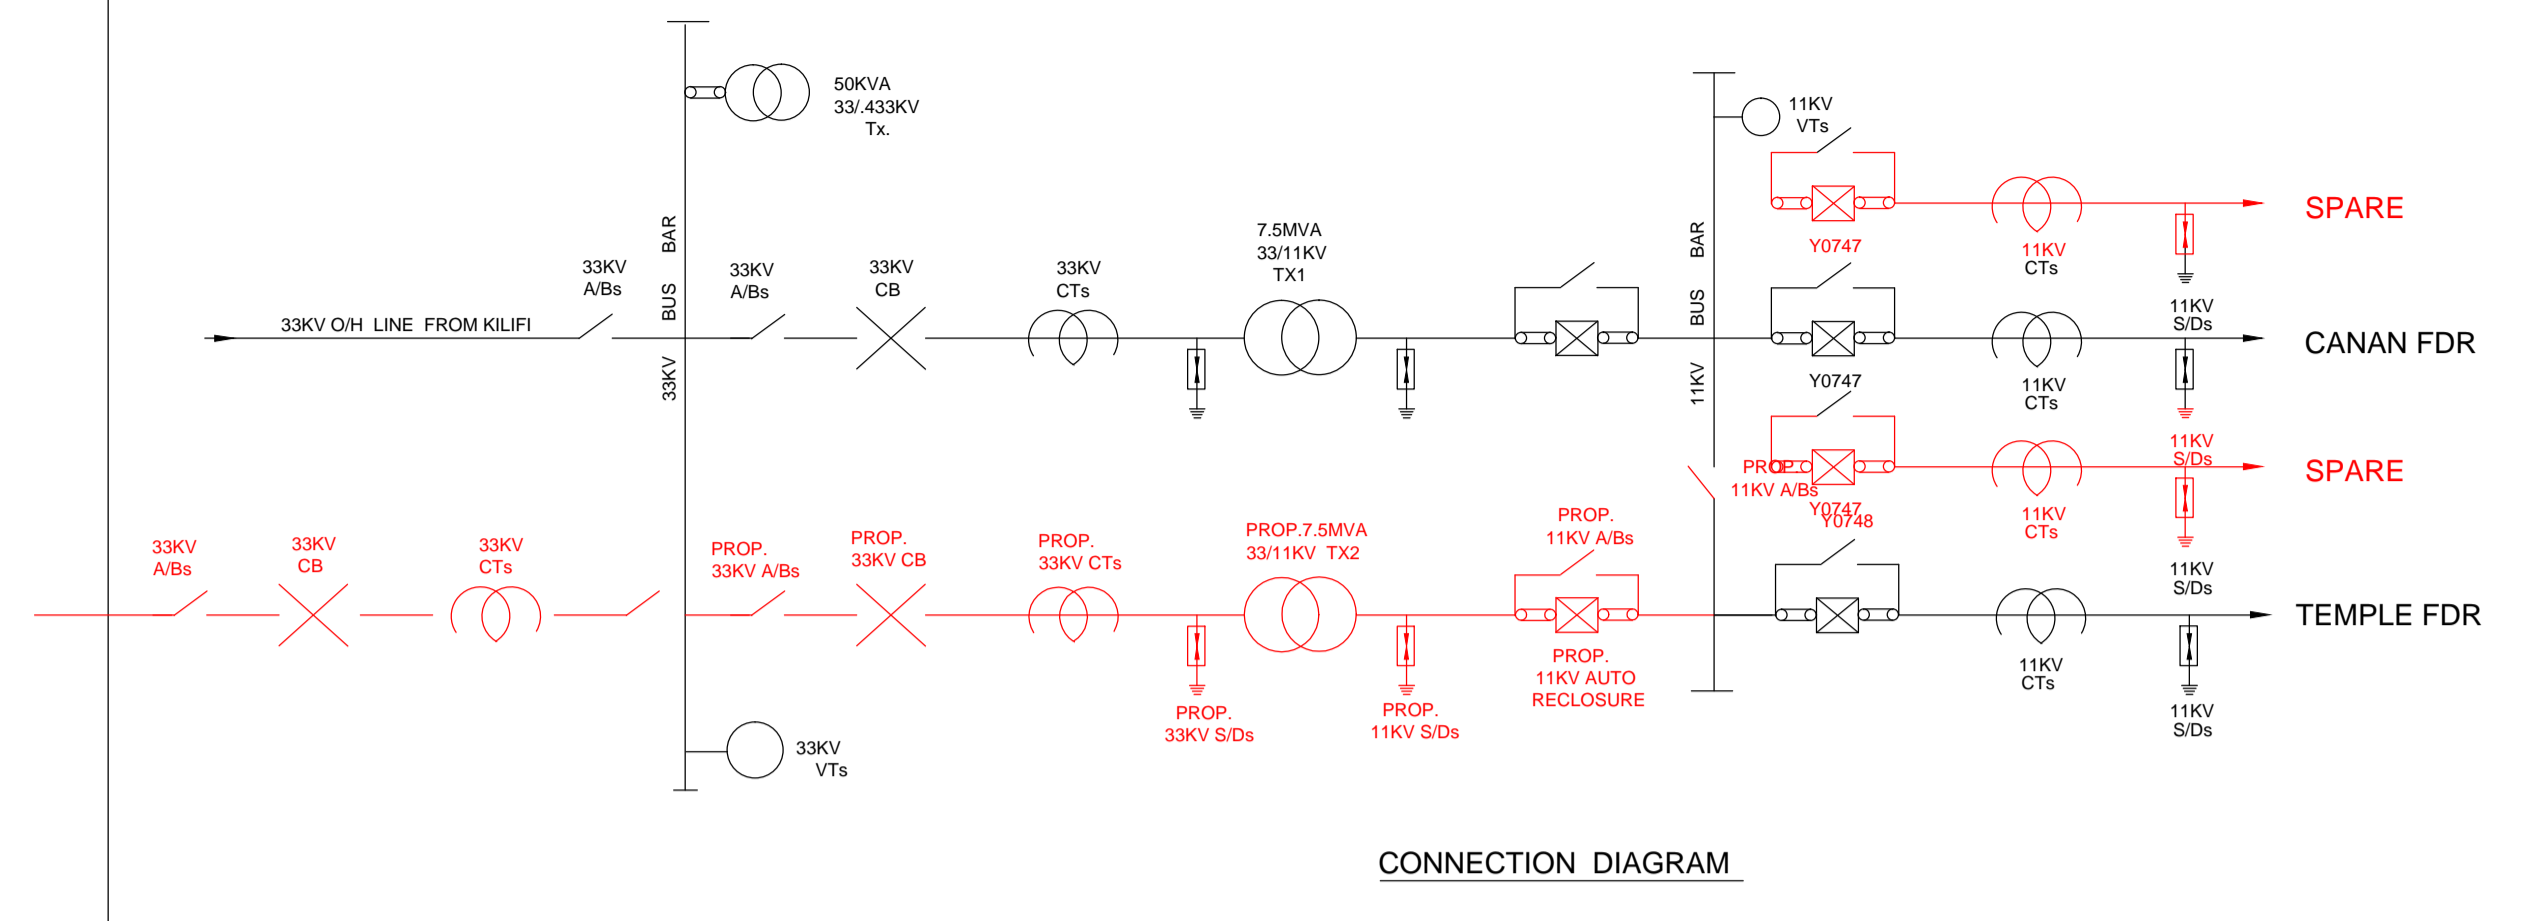 50KVA
33/.433KV
Tx.
11KV
VTs
SPARE
Y0747
11KV
CTs
7.5MVA
33/11KV
TX1
33KV
A/Bs
33KV BUS BAR
33KV
A/Bs
33KV
CB
33KV
CTs
11KV BUS BAR
33KV O/H LINE FROM KILIFI
11KV
S/Ds
CANAN FDR
Y0747
11KV
CTs
11KV
S/Ds
PROP.
11KV A/Bs
SPARE
Y0747
Y0748
11KV
CTs
33KV
A/Bs
33KV
CB
33KV
CTs
PROP.
33KV A/Bs
PROP.
33KV CB
PROP.
33KV CTs
PROP.7.5MVA
33/11KV TX2
PROP.
11KV A/Bs
11KV
S/Ds
TEMPLE FDR
PROP.
33KV S/Ds
PROP.
11KV S/Ds
PROP.
11KV AUTO
RECLOSURE
11KV
CTs
11KV
S/Ds
33KV
VTs
CONNECTION DIAGRAM